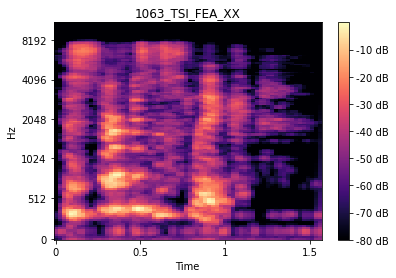 1063_TSI_FEA_XX
8192
4096
2048
1024
512
0
Hz
0
0.5
1
1.5
Time
-10 dB
-20 dB
-30 dB
-40 dB
-50 dB
-60 dB
-70 dB
-80 dB